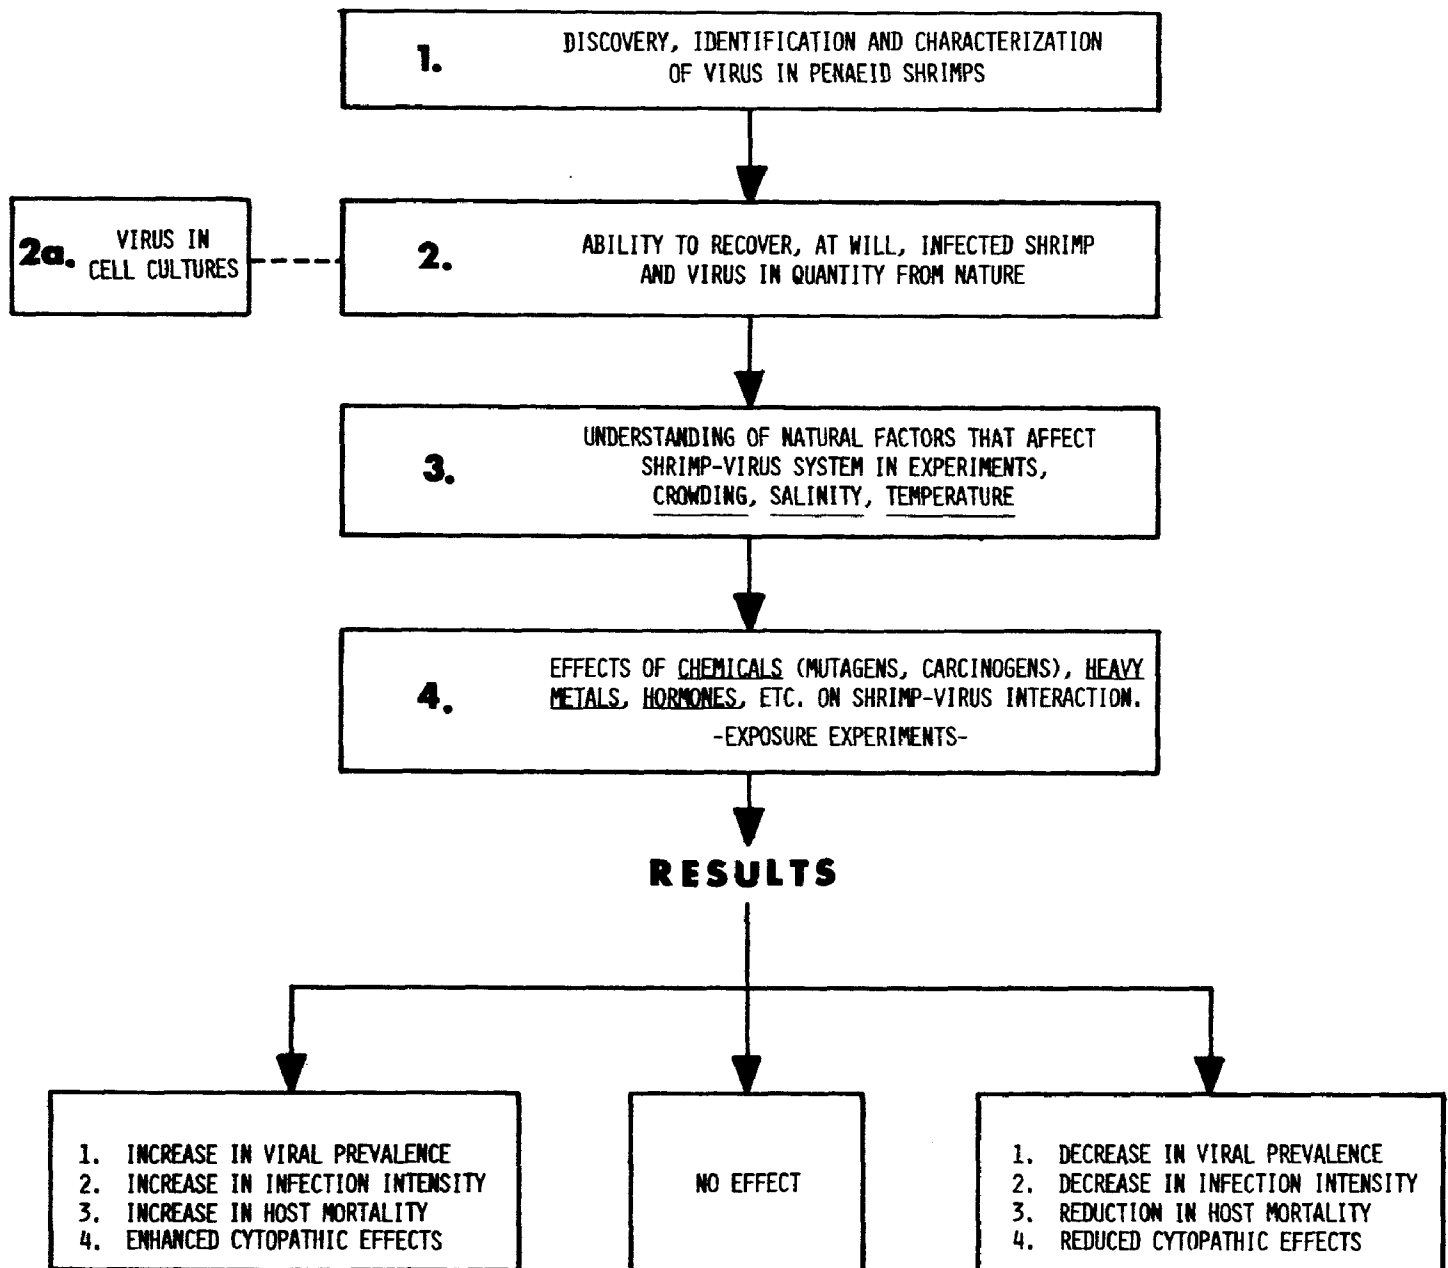 1.
DISCOVERY, IDENTIFICATION AND CHARACTERIZATION
OF VIRUS IN PENAEID SHRIMPS
2a.
VIRUS IN
CELL CULTURES
2.
ABILITY TO RECOVER, AT WILL, INFECTED SHRIMP
AND VIRUS IN QUANTITY FROM NATURE
3.
UNDERSTANDING OF NATURAL FACTORS THAT AFFECT
SHRIMP-VIRUS SYSTEM IN EXPERIMENTS,
CROWDING, SALINITY, TEMPERATURE
4.
EFFECTS OF CHEMICALS (MUTAGENS, CARCINOGENS), HEAVY
METALS, HORMONES, ETC. ON SHRIMP-VIRUS INTERACTION.
-EXPOSURE EXPERIMENTS-
RESULTS
1. INCREASE IN VIRAL PREVALENCE
2. INCREASE IN INFECTION INTENSITY
3. INCREASE IN HOST MORTALITY
4. ENHANCED CYTOPATHIC EFFECTS
NO EFFECT
1. DECREASE IN VIRAL PREVALENCE
2. DECREASE IN INFECTION INTENSITY
3. REDUCTION IN HOST MORTALITY
4. REDUCED CYTOPATHIC EFFECTS